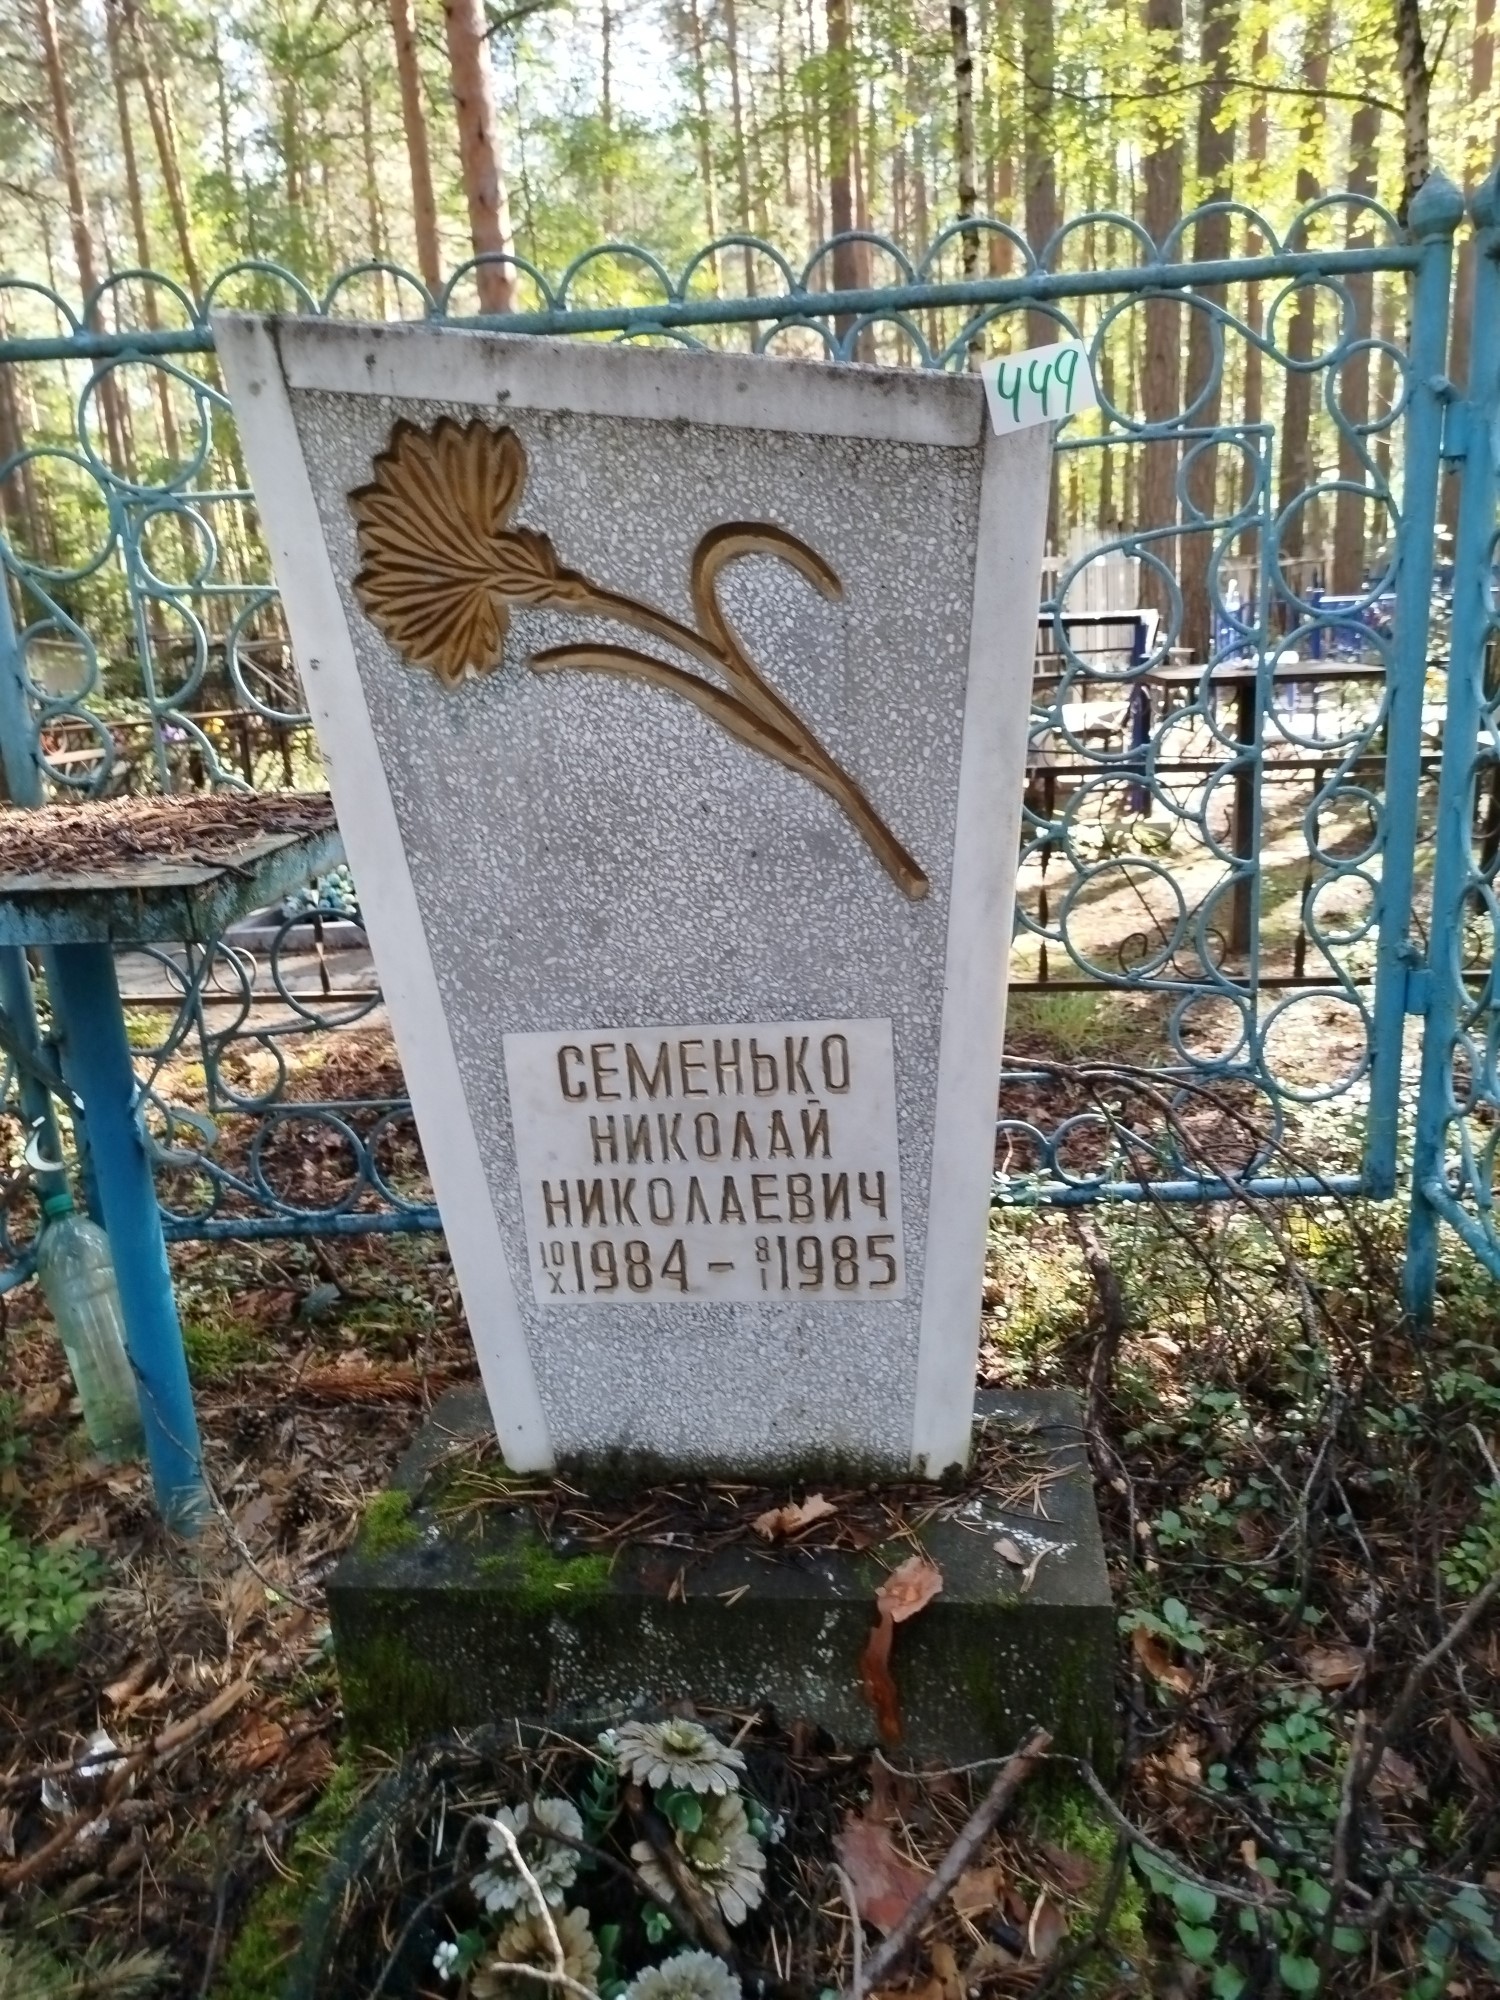 449
СЕМЕНЬКО
НИКОЛАЙ
НИКОЛАЕВИЧ
10/X 1984 – 8/I 1985